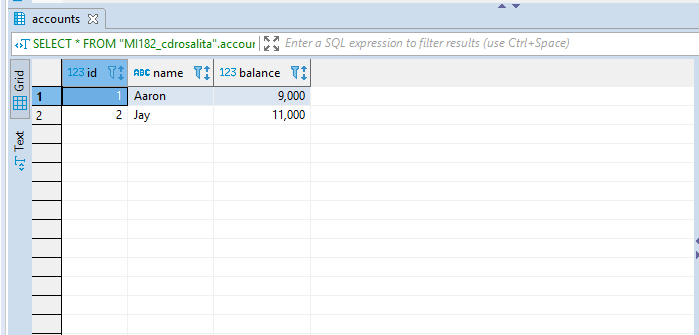 accounts
SELECT * FROM "MI182_cdrosalita".accour
Enter a SQL expression to filter results (use Ctrl+Space)
Grid
Text
123 id ABC name 123 balance
1 1 Aaron 9,000
2 2 Jay 11,000